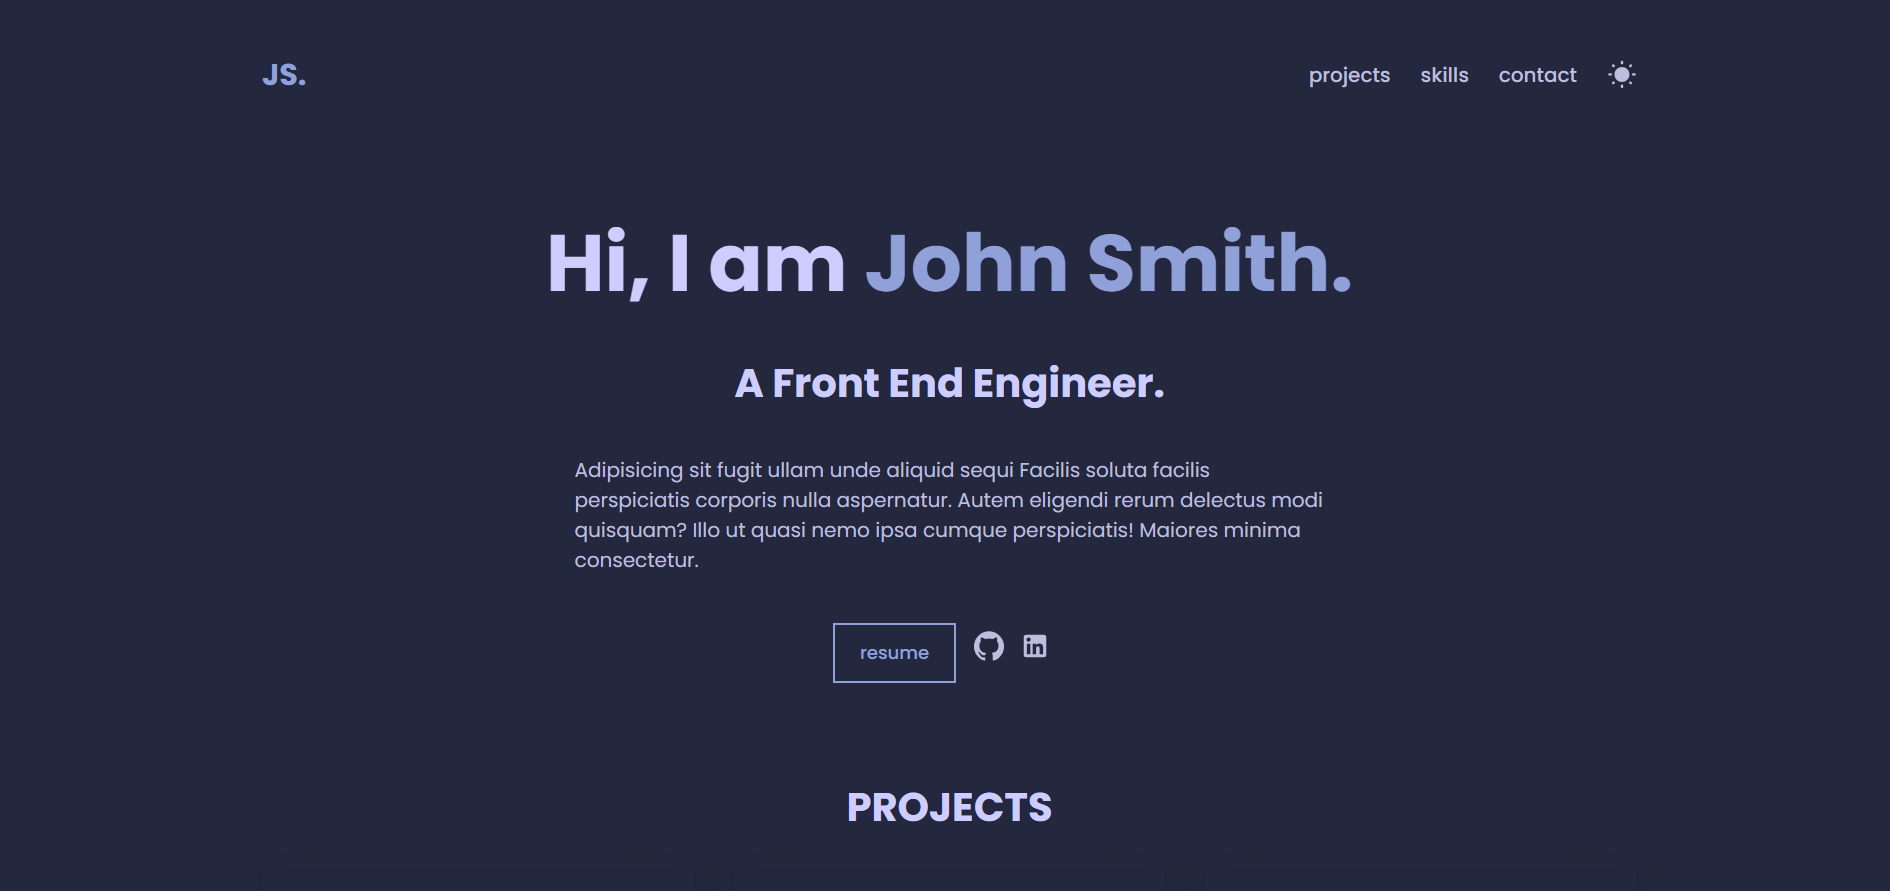 JS.
projects
skills
contact
Hi, I am John Smith.
A Front End Engineer.
Adipisicing sit fugit ullam unde aliquid sequi Facilis soluta facilis
perspiciatis corporis nulla aspernatur. Autem eligendi rerum delectus modi
quisquam? Illo ut quasi nemo ipsa cumque perspiciatis! Maiores minima
consectetur.
resume
PROJECTS